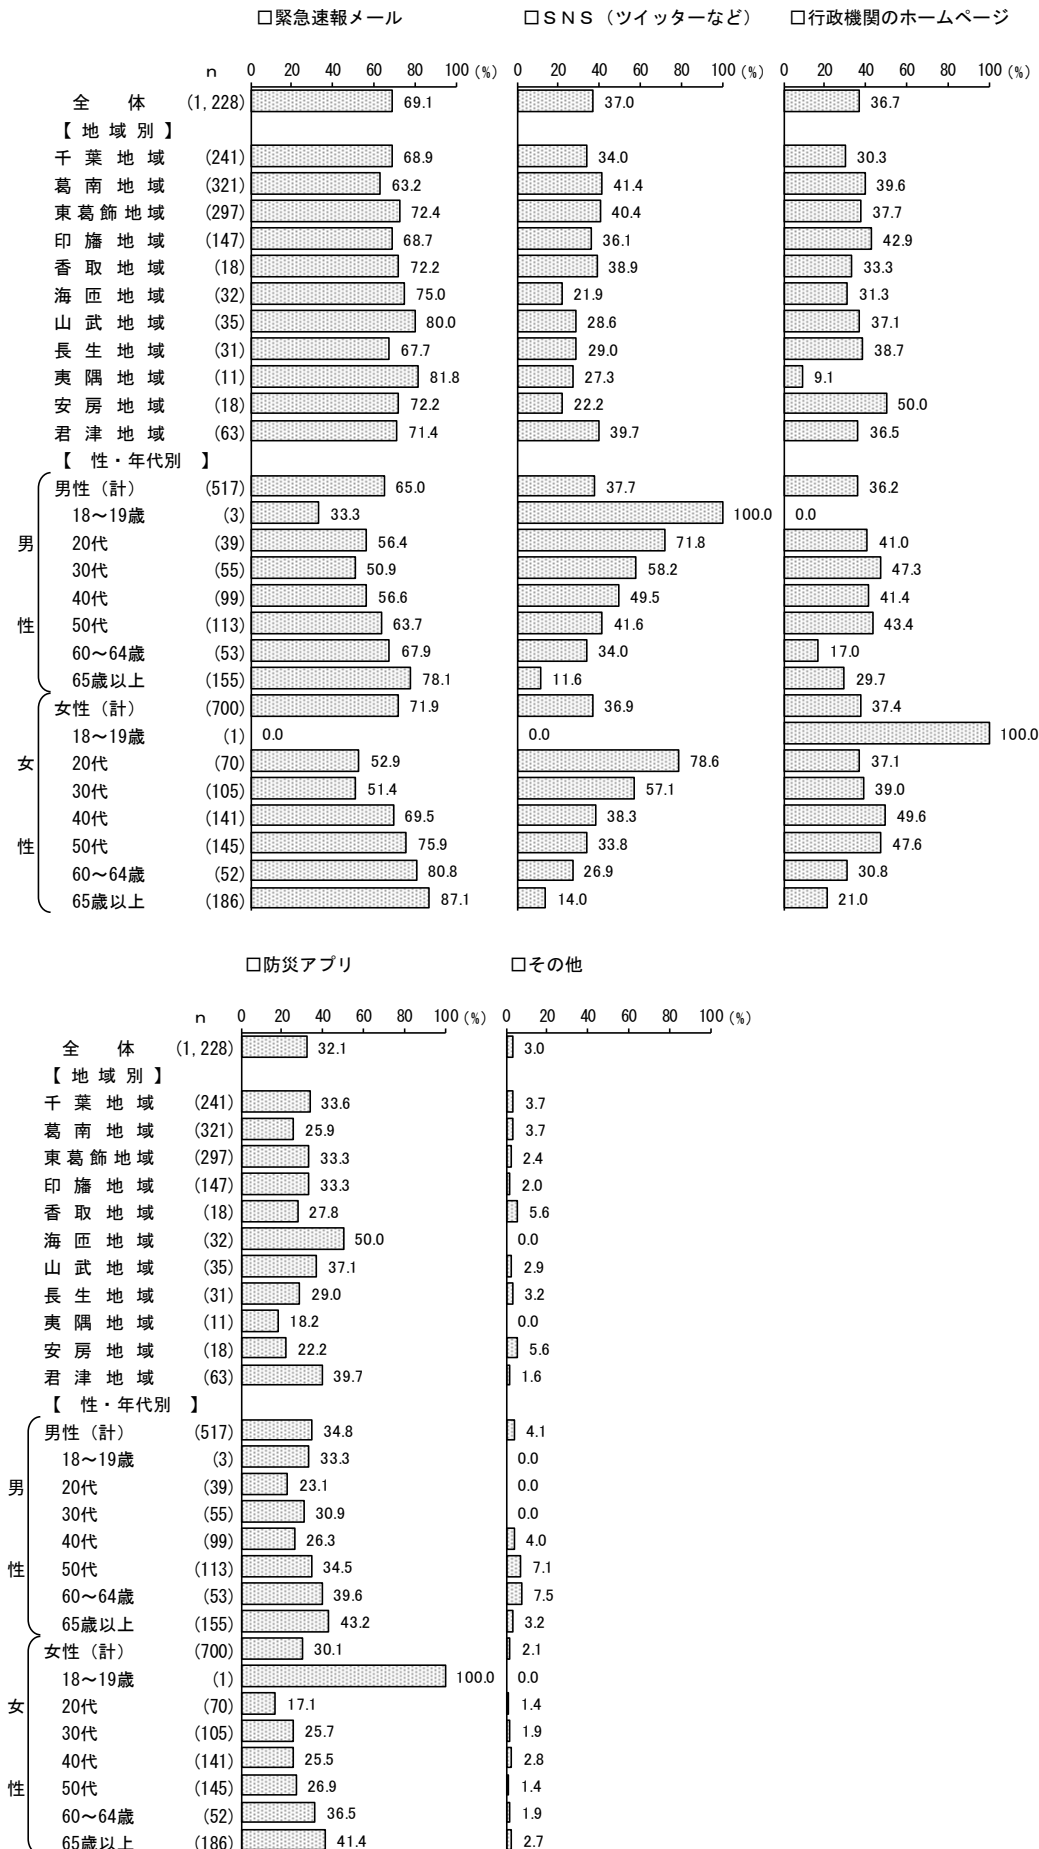 □緊急速報メール □ＳＮＳ（ツイッターなど） □行政機関のホームページ
n 0 20 40 60 80 100 (%) 0 20 40 60 80 100 (%) 0 20 40 60 80 100 (%)
全体 (1,228) 69.1 37.0 36.7
【地域別】
千葉地域 (241) 68.9 34.0 30.3
葛南地域 (321) 63.2 41.4 39.6
東葛飾地域 (297) 72.4 40.4 37.7
印旛地域 (147) 68.7 36.1 42.9
香取地域 (18) 72.2 38.9 33.3
海匝地域 (32) 75.0 21.9 31.3
山武地域 (35) 80.0 28.6 37.1
長生地域 (31) 67.7 29.0 38.7
夷隅地域 (11) 81.8 27.3 9.1
安房地域 (18) 72.2 22.2 50.0
君津地域 (63) 71.4 39.7 36.5
【 性・年代別 】
男性（計） (517) 65.0 37.7 36.2
18～19歳 (3) 33.3 100.0 0.0
男 20代 (39) 56.4 71.8 41.0
30代 (55) 50.9 58.2 47.3
40代 (99) 56.6 49.5 41.4
性 50代 (113) 63.7 41.6 43.4
60～64歳 (53) 67.9 34.0 17.0
65歳以上 (155) 78.1 11.6 29.7
女性（計） (700) 71.9 36.9 37.4
18～19歳 (1) 0.0 0.0 100.0
女 20代 (70) 52.9 78.6 37.1
30代 (105) 51.4 57.1 39.0
40代 (141) 69.5 38.3 49.6
性 50代 (145) 75.9 33.8 47.6
60～64歳 (52) 80.8 26.9 30.8
65歳以上 (186) 87.1 14.0 21.0
□防災アプリ □その他
n 0 20 40 60 80 100 (%) 0 20 40 60 80 100 (%)
全体 (1,228) 32.1 3.0
【地域別】
千葉地域 (241) 33.6 3.7
葛南地域 (321) 25.9 3.7
東葛飾地域 (297) 33.3 2.4
印旛地域 (147) 33.3 2.0
香取地域 (18) 27.8 5.6
海匝地域 (32) 50.0 0.0
山武地域 (35) 37.1 2.9
長生地域 (31) 29.0 3.2
夷隅地域 (11) 18.2 0.0
安房地域 (18) 22.2 5.6
君津地域 (63) 39.7 1.6
【 性・年代別 】
男性（計） (517) 34.8 4.1
18～19歳 (3) 33.3 0.0
男 20代 (39) 23.1 0.0
30代 (55) 30.9 0.0
40代 (99) 26.3 4.0
性 50代 (113) 34.5 7.1
60～64歳 (53) 39.6 7.5
65歳以上 (155) 43.2 3.2
女性（計） (700) 30.1 2.1
18～19歳 (1) 100.0 0.0
女 20代 (70) 17.1 1.4
30代 (105) 25.7 1.9
40代 (141) 25.5 2.8
性 50代 (145) 26.9 1.4
60～64歳 (52) 36.5 1.9
65歳以上 (186) 41.4 2.7